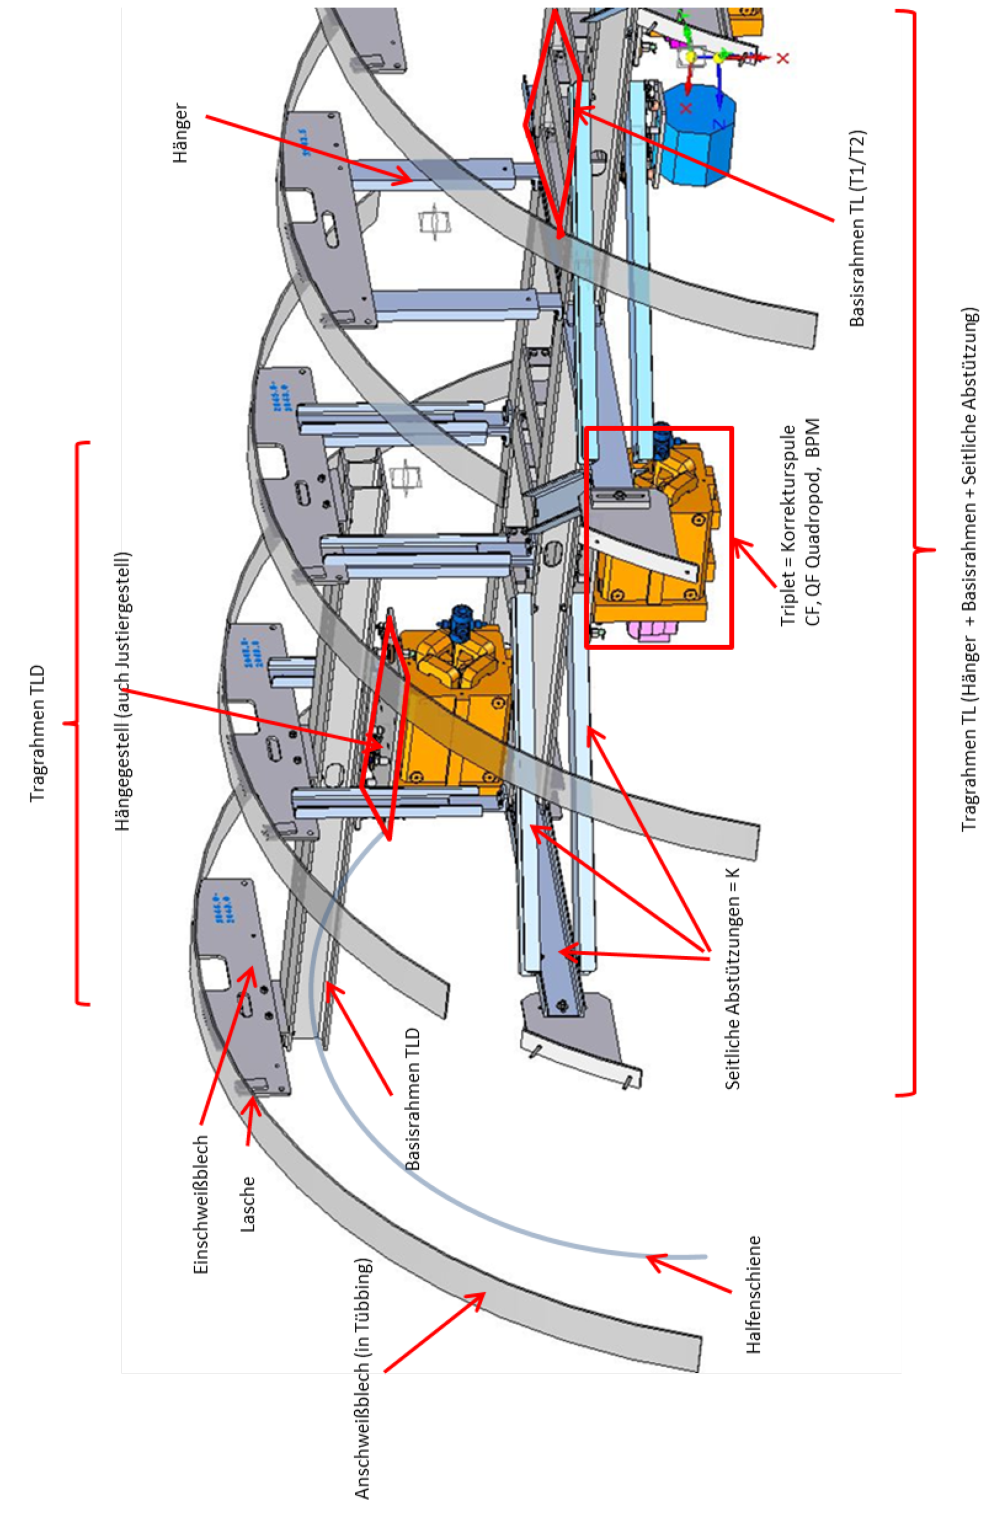 Tragrahmen TLD
Hängegestell (auch Justiergestell)
Hänger
Einschweißblech
Lasche
Anschweißblech (in Tübbing)
Basisrahmen TLD
X
Z
X
Seitliche Abstützungen = K
Halfenschiene
Triplet = Korrekturspule
CF, QF Quadropod, BPM
Basisrahmen TL (T1/T2)
Tragrahmen TL (Hänger + Basisrahmen + Seitliche Abstützung)